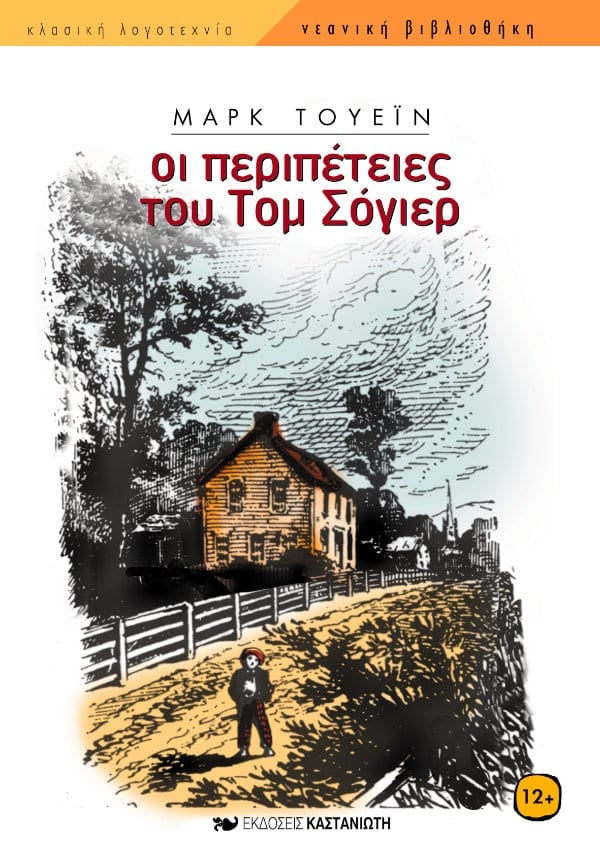 κλασική λογοτεχνία
νεανική βιβλιοθήκη
ΜΑΡΚ ΤΟΥΕΪΝ
οι περιπέτειες
του Τομ Σόγιερ
12+
ΕΚΔΟΣΕΙΣ ΚΑΣΤΑΝΙΩΤΗ